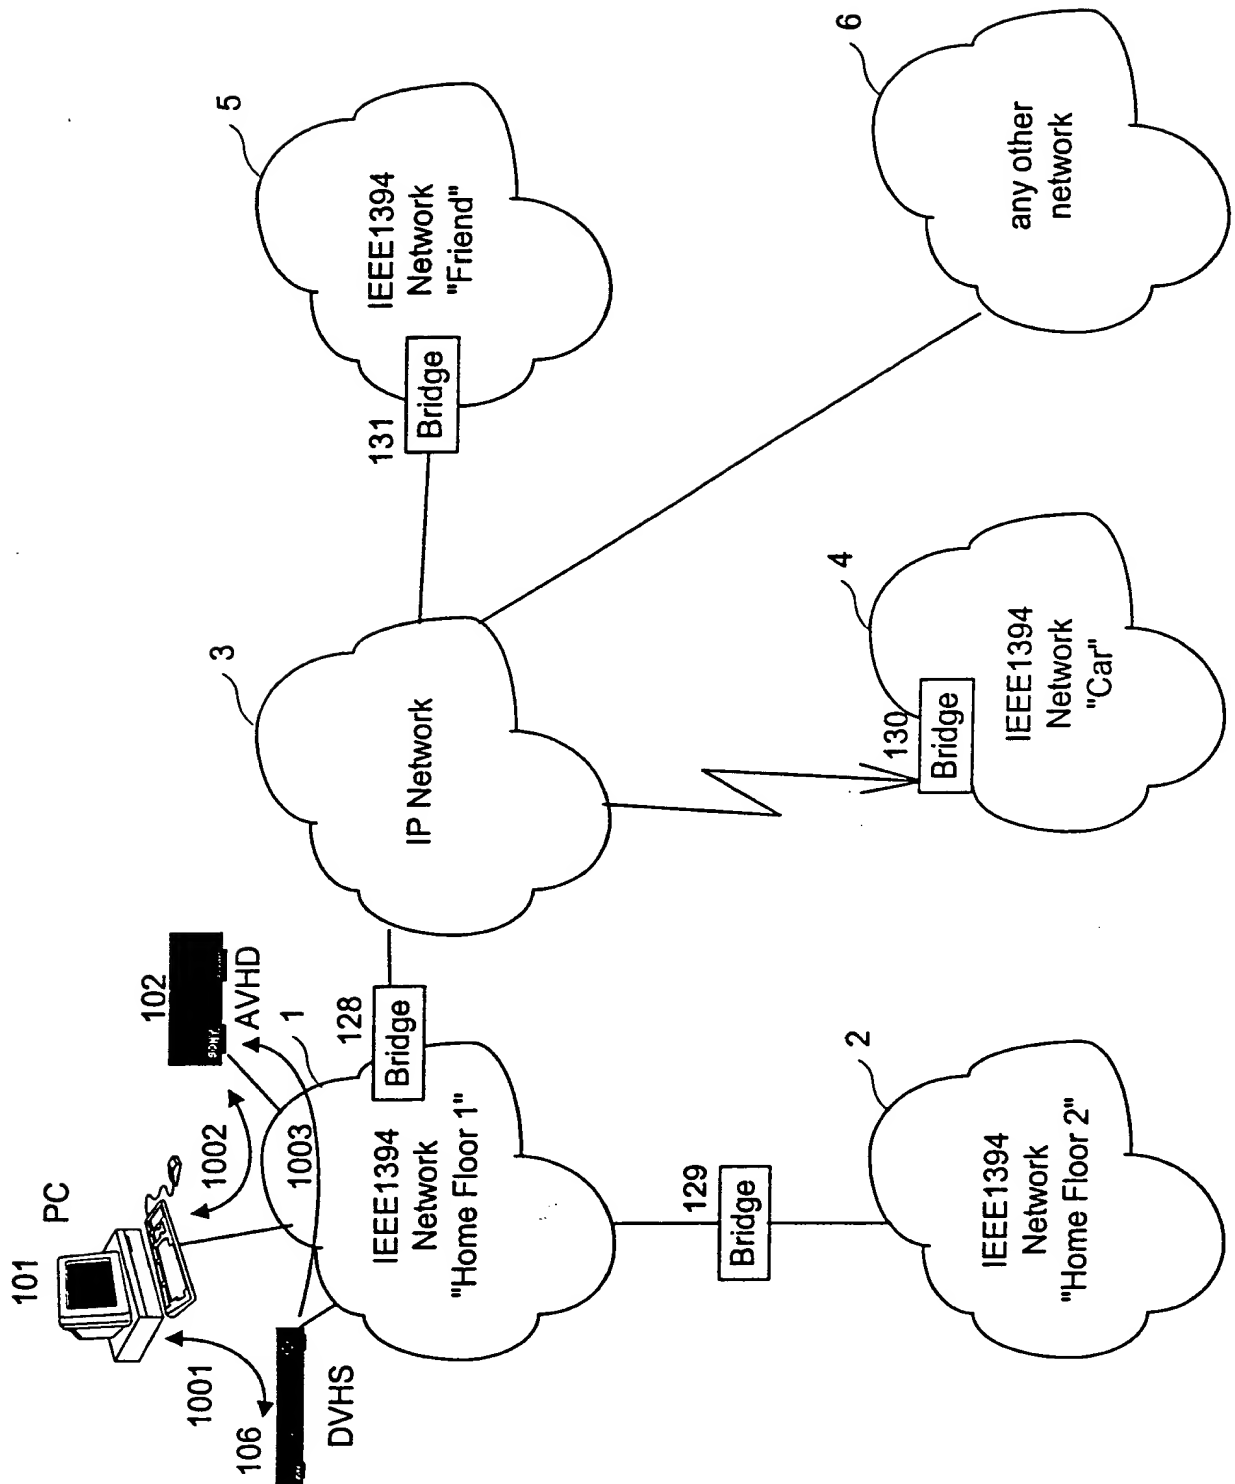 101
PC
1001
106
DVHS
1002
102
SONY
AVHD
1003
1
128
Bridge
IEEE1394
Network
"Home Floor 1"
129
Bridge
2
IEEE1394
Network
"Home Floor 2"
3
IP Network
130
Bridge
4
IEEE1394
Network
"Car"
131
Bridge
5
IEEE1394
Network
"Friend"
6
any other
network